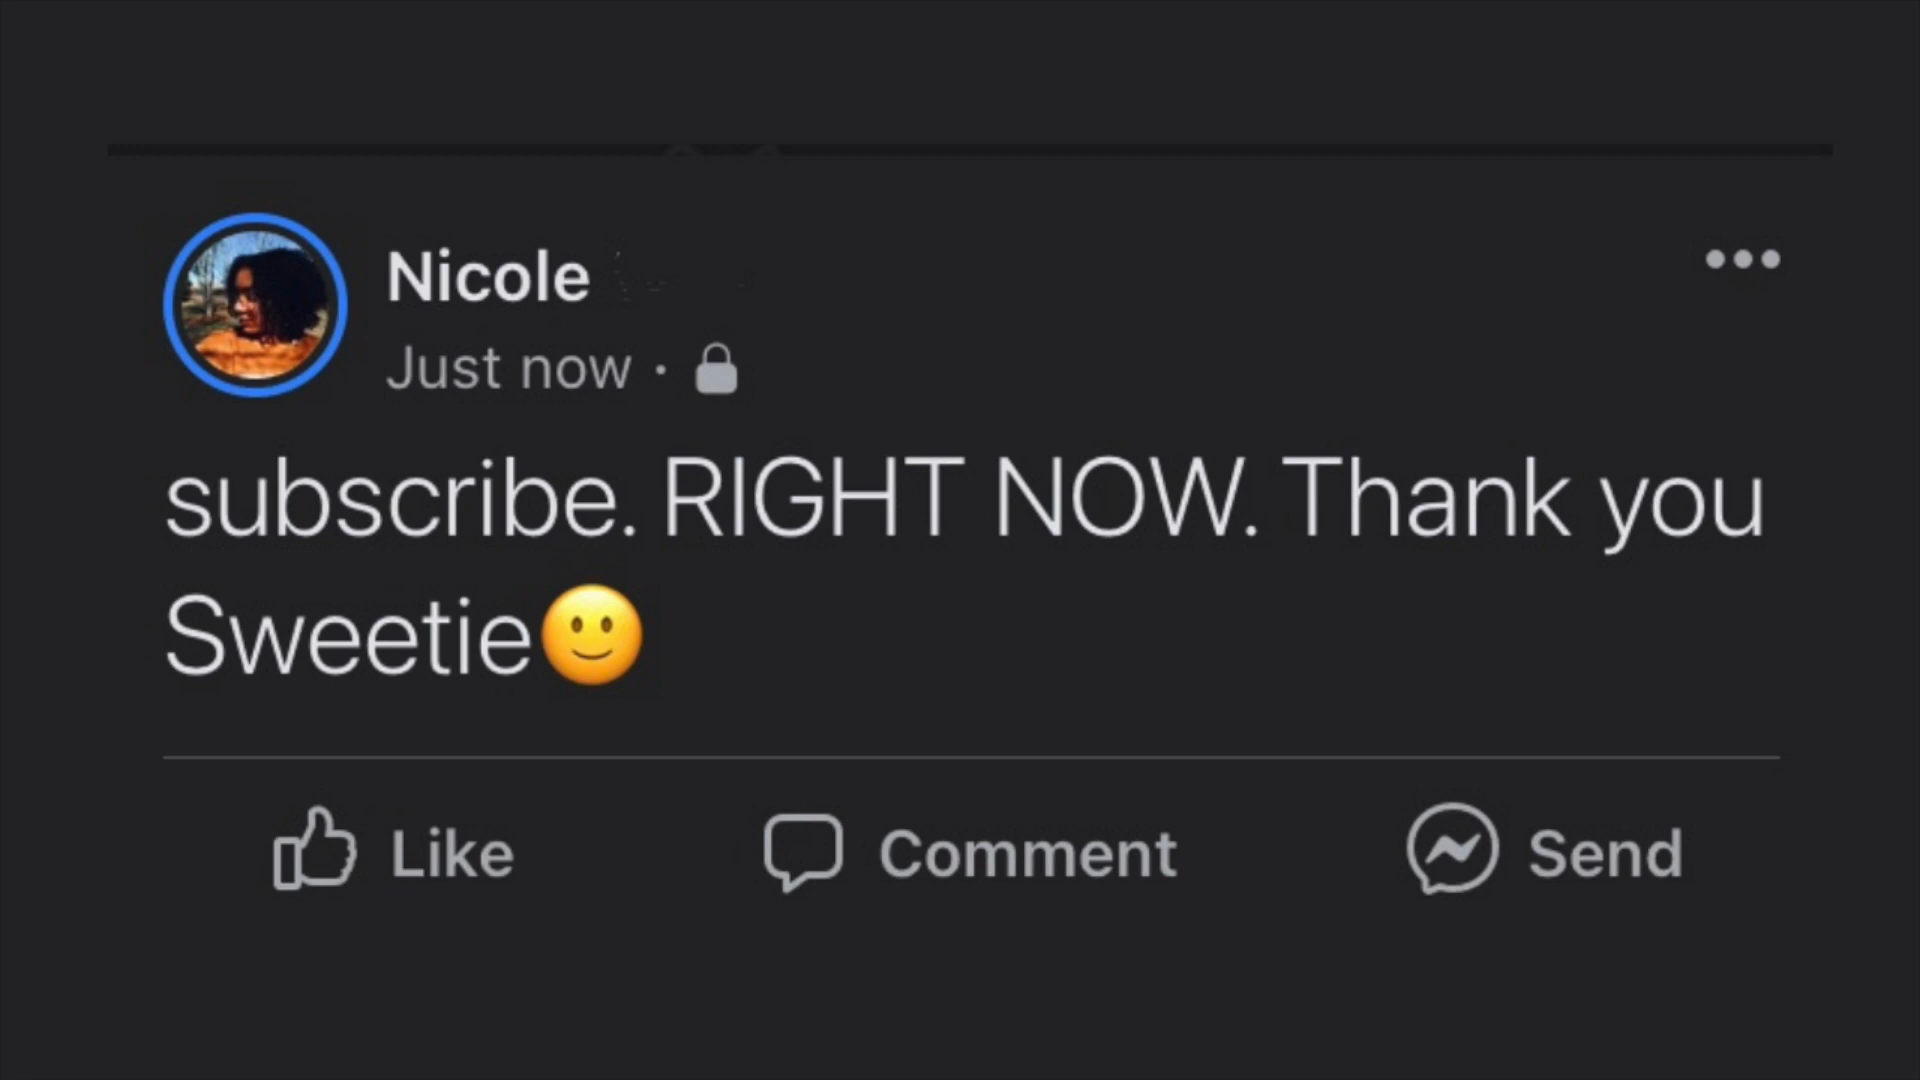 Nicole
Just now ·
subscribe. RIGHT NOW. Thank you
Sweetie🙂
Like
Comment
Send